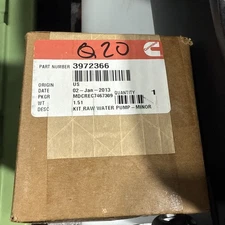 Q20
PART NUMBER 3972366
ORIGIN US
DATE 02-Jan-2013 QUANTITY
PKGR MDCREC7467309 1
WT 1.51
DESC KIT,RAW WATER PUMP - MINOR